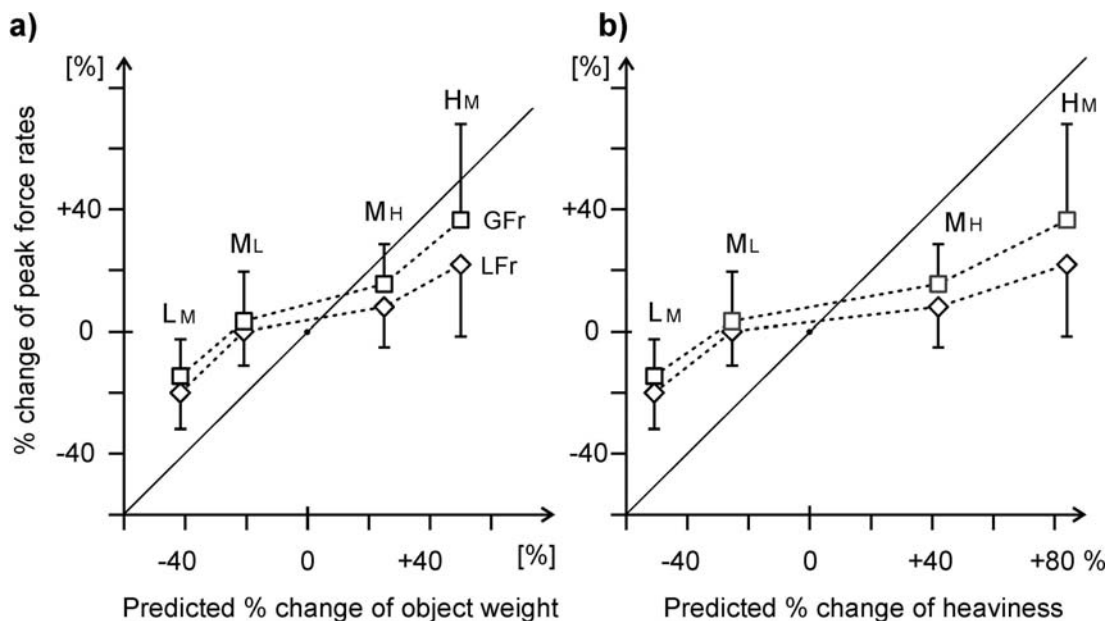 a)
[%]
% change of peak force rates
+40
0
-40
LM
ML
MH
HM
GFr
LFr
-40 0 +40 [%]
Predicted % change of object weight
b)
[%]
+40
0
-40
LM
ML
MH
HM
-40 0 +40 +80 %
Predicted % change of heaviness